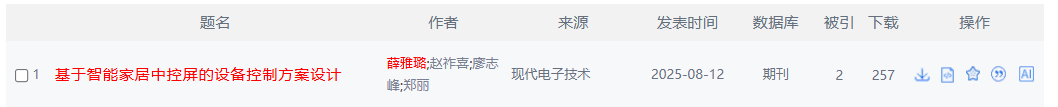 题名 作者 来源 发表时间 数据库 被引 下载 操作
1 基于智能家居中控屏的设备控制方案设计 薛雅璐;赵祚喜;廖志峰;郑丽 现代电子技术 2025-08-12 期刊 2 257 AI